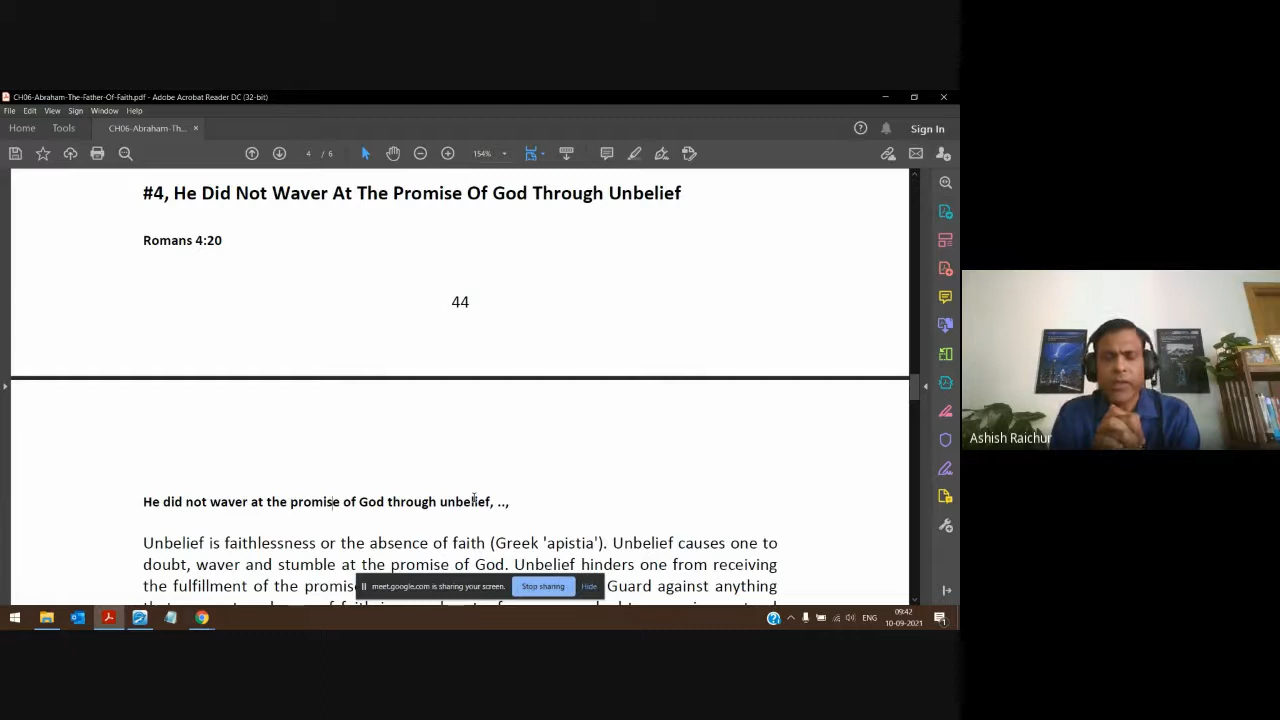 CH06-Abraham-The-Father-Of-Faith.pdf - Adobe Acrobat Reader DC (32-bit)
File Edit View Sign Window Help
Home Tools CH06-Abraham-Th... × Sign In
4 / 6 154%
#4, He Did Not Waver At The Promise Of God Through Unbelief
Romans 4:20
44
He did not waver at the promise of God through unbelief, ..,
Unbelief is faithlessness or the absence of faith (Greek 'apistia'). Unbelief causes one to
doubt, waver and stumble at the promise of God. Unbelief hinders one from receiving
the fulfillment of the promis Guard against anything
meet.google.com is sharing your screen. Stop sharing Hide
ENG
09:42
10-09-2021
Ashish Raichur